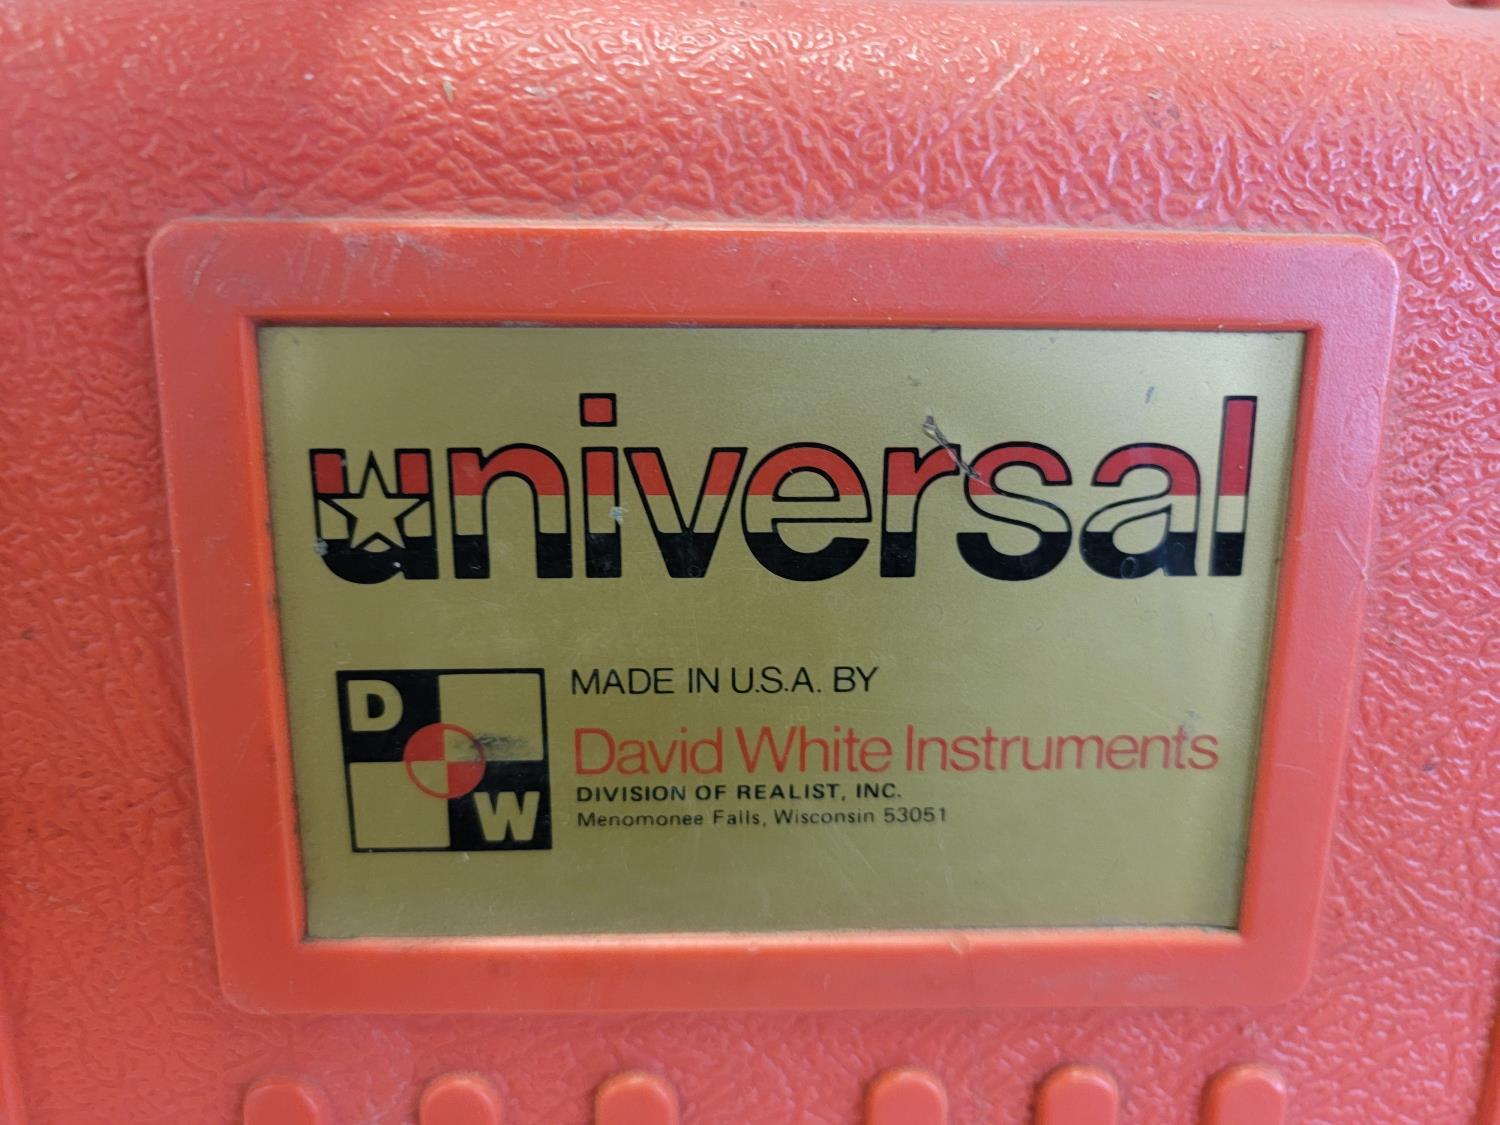 universal
D
W
MADE IN U.S.A. BY
David White Instruments
DIVISION OF REALIST, INC.
Menomonee Falls, Wisconsin 53051